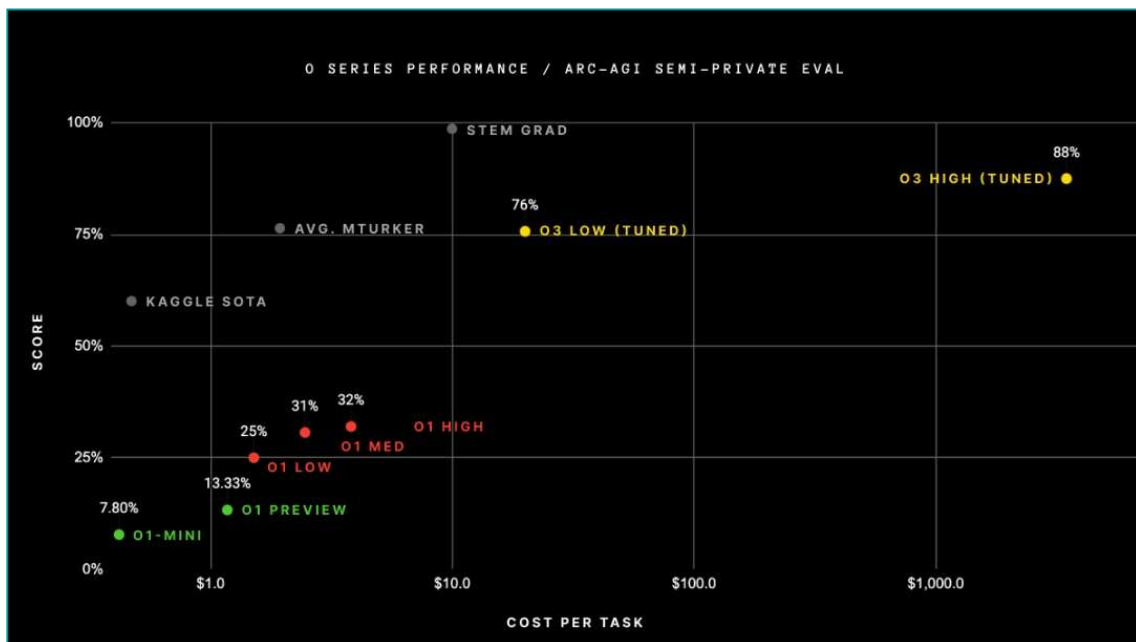 O SERIES PERFORMANCE / ARC-AGI SEMI-PRIVATE EVAL
100%
STEM GRAD
88%
O3 HIGH (TUNED)
76%
75%
AVG. MTURKER
O3 LOW (TUNED)
KAGGLE SOTA
SCORE
50%
31%
32%
25%
O1 HIGH
O1 MED
25%
O1 LOW
13.33%
7.80%
O1 PREVIEW
O1-MINI
0%
$1.0
$10.0
$100.0
$1,000.0
COST PER TASK